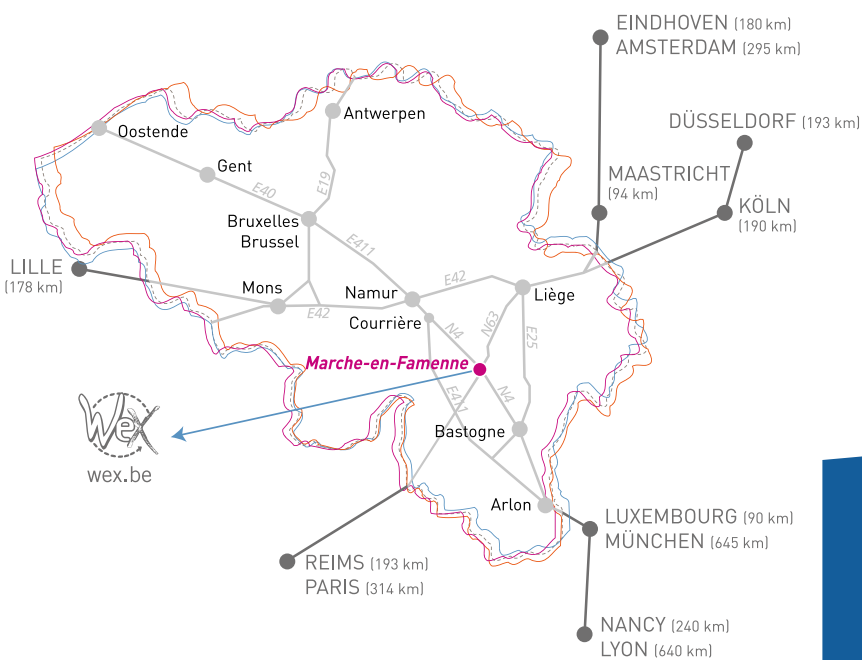 EINDHOVEN (180 km)
AMSTERDAM (295 km)
DÜSSELDORF (193 km)
Antwerpen
Oostende
Gent
E19
E40
MAASTRICHT
(94 km)
KÖLN
(190 km)
Bruxelles
Brussel
E411
LILLE
(178 km)
Mons
E42
Namur
E42
Liège
Courrière
N4
N63
E25
Marche-en-Famenne
E411
N4
Wex
wex.be
Bastogne
Arlon
LUXEMBOURG (90 km)
MÜNCHEN (645 km)
REIMS (193 km)
PARIS (314 km)
NANCY (240 km)
LYON (640 km)